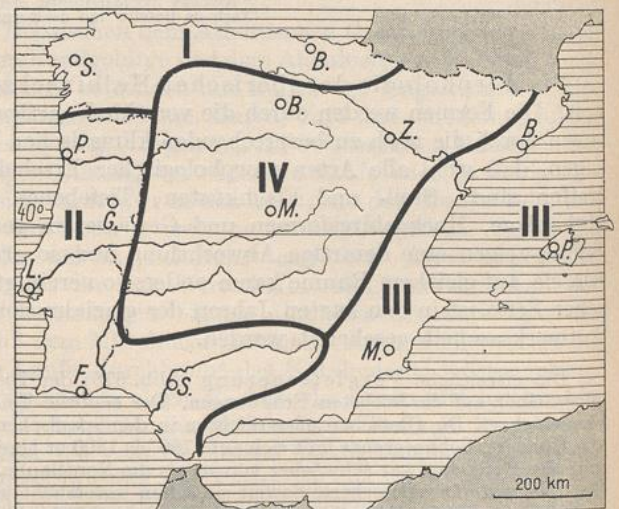 I
S.
B.
B.
B.
Z.
P.
IV
40°
II
C.
M.
III
P.
L.
III
M.
F.
S.
200 km